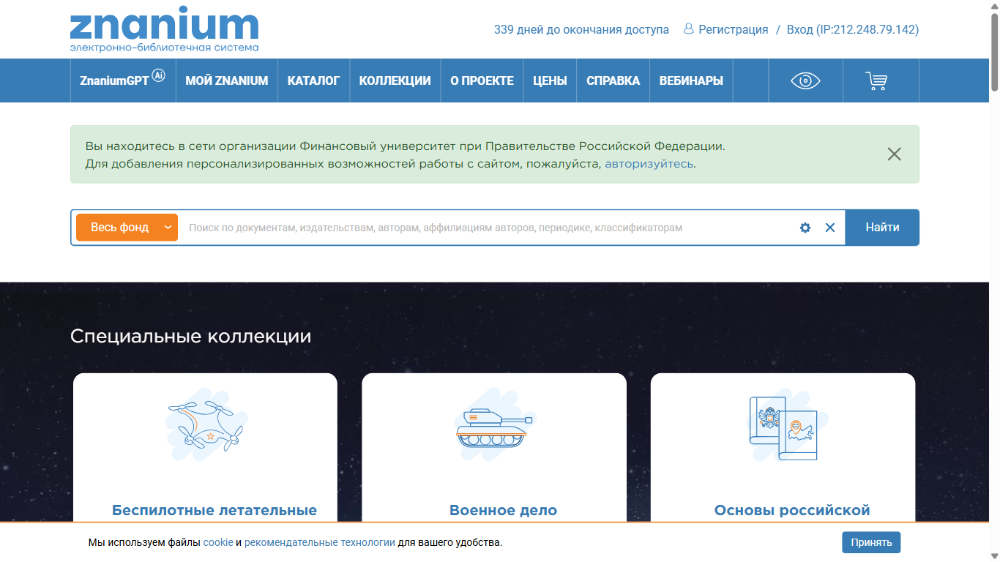 znanium
электронно-библиотечная система
339 дней до окончания доступа Регистрация / Вход (IP:212.248.79.142)
ZnaniumGPT Ai МОЙ ZNANIUM КАТАЛОГ КОЛЛЕКЦИИ О ПРОЕКТЕ ЦЕНЫ СПРАВКА ВЕБИНАРЫ
Вы находитесь в сети организации Финансовый университет при Правительстве Российской Федерации.
Для добавления персонализированных возможностей работы с сайтом, пожалуйста, авторизуйтесь.
Весь фонд Поиск по документам, издательствам, авторам, аффилиациям авторов, периодике, классификаторам Найти
Специальные коллекции
Беспилотные летательные Военное дело Основы российской
Мы используем файлы cookie и рекомендательные технологии для вашего удобства. Принять